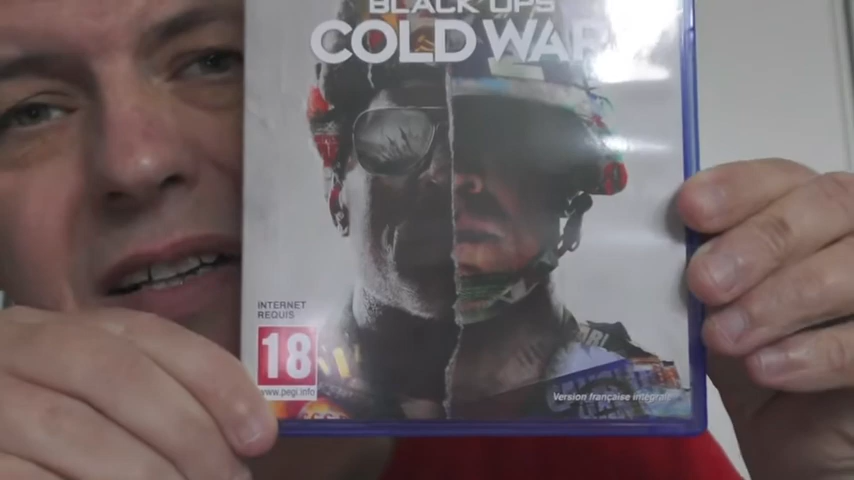 BLACK OPS
COLD WAR
INTERNET
REQUIS
18
www.pegi.info
Version française intégrale